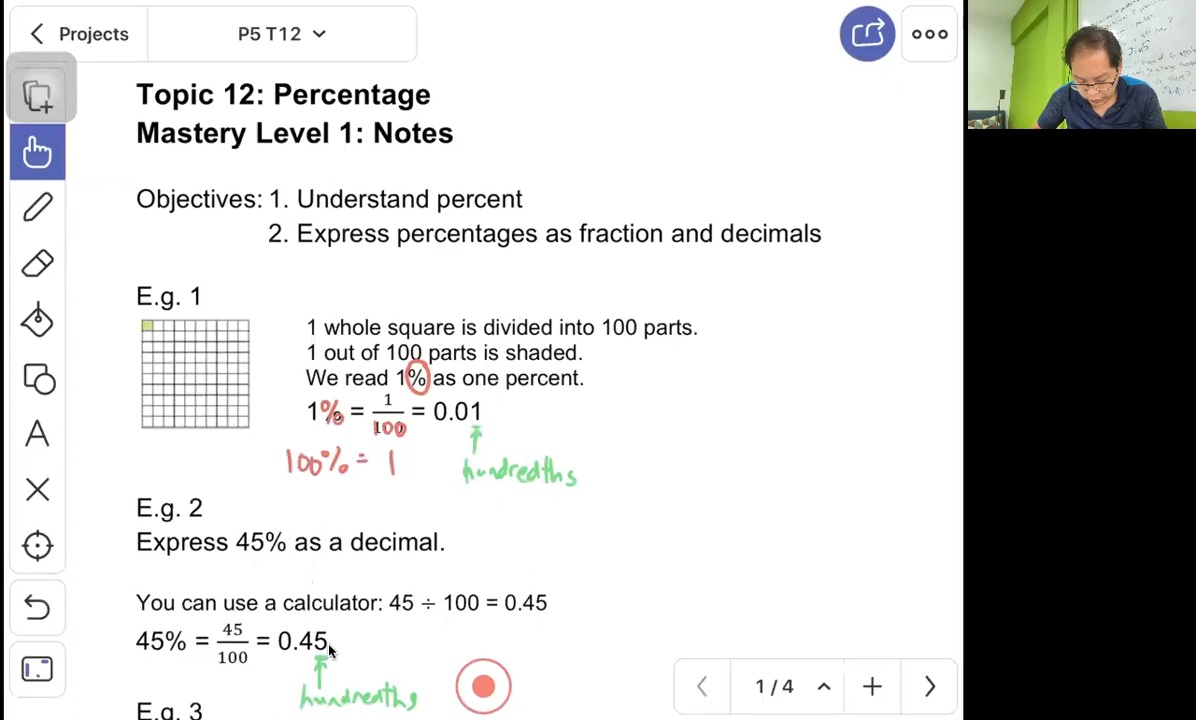 Projects
P5 T12
Topic 12: Percentage
Mastery Level 1: Notes
Objectives: 1. Understand percent
2. Express percentages as fraction and decimals
E.g. 1
1 whole square is divided into 100 parts.
1 out of 100 parts is shaded.
We read 1% as one percent.
1% = 1/100 = 0.01
100% = 1
hundredths
E.g. 2
Express 45% as a decimal.
You can use a calculator: 45 ÷ 100 = 0.45
45% = 45/100 = 0.45
hundredths
E.g. 3
1 / 4